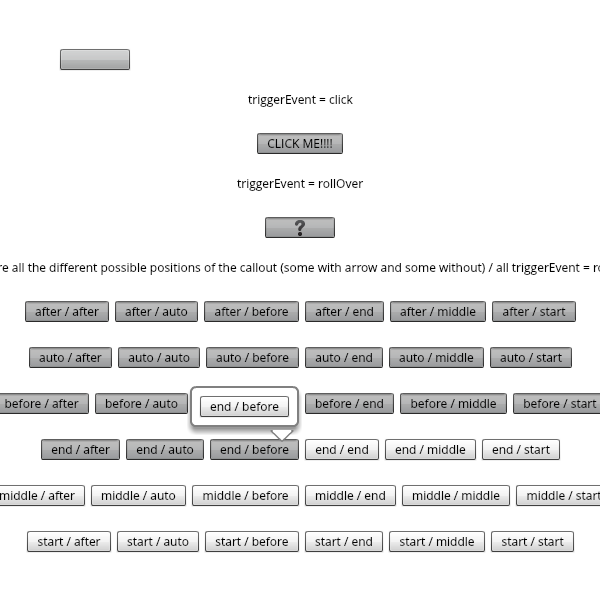 triggerEvent = click
CLICK ME!!!!
triggerEvent = rollOver
?
all the different possible positions of the callout (some with arrow and some without) / all triggerEvent =
after / after after / auto after / before after / end after / middle after / start
auto / after auto / auto auto / before auto / end auto / middle auto / start
before / after before / auto end / before before / end before / middle before / start
end / after end / auto end / before end / end end / middle end / start
middle / after middle / auto middle / before middle / end middle / middle middle / start
start / after start / auto start / before start / end start / middle start / start